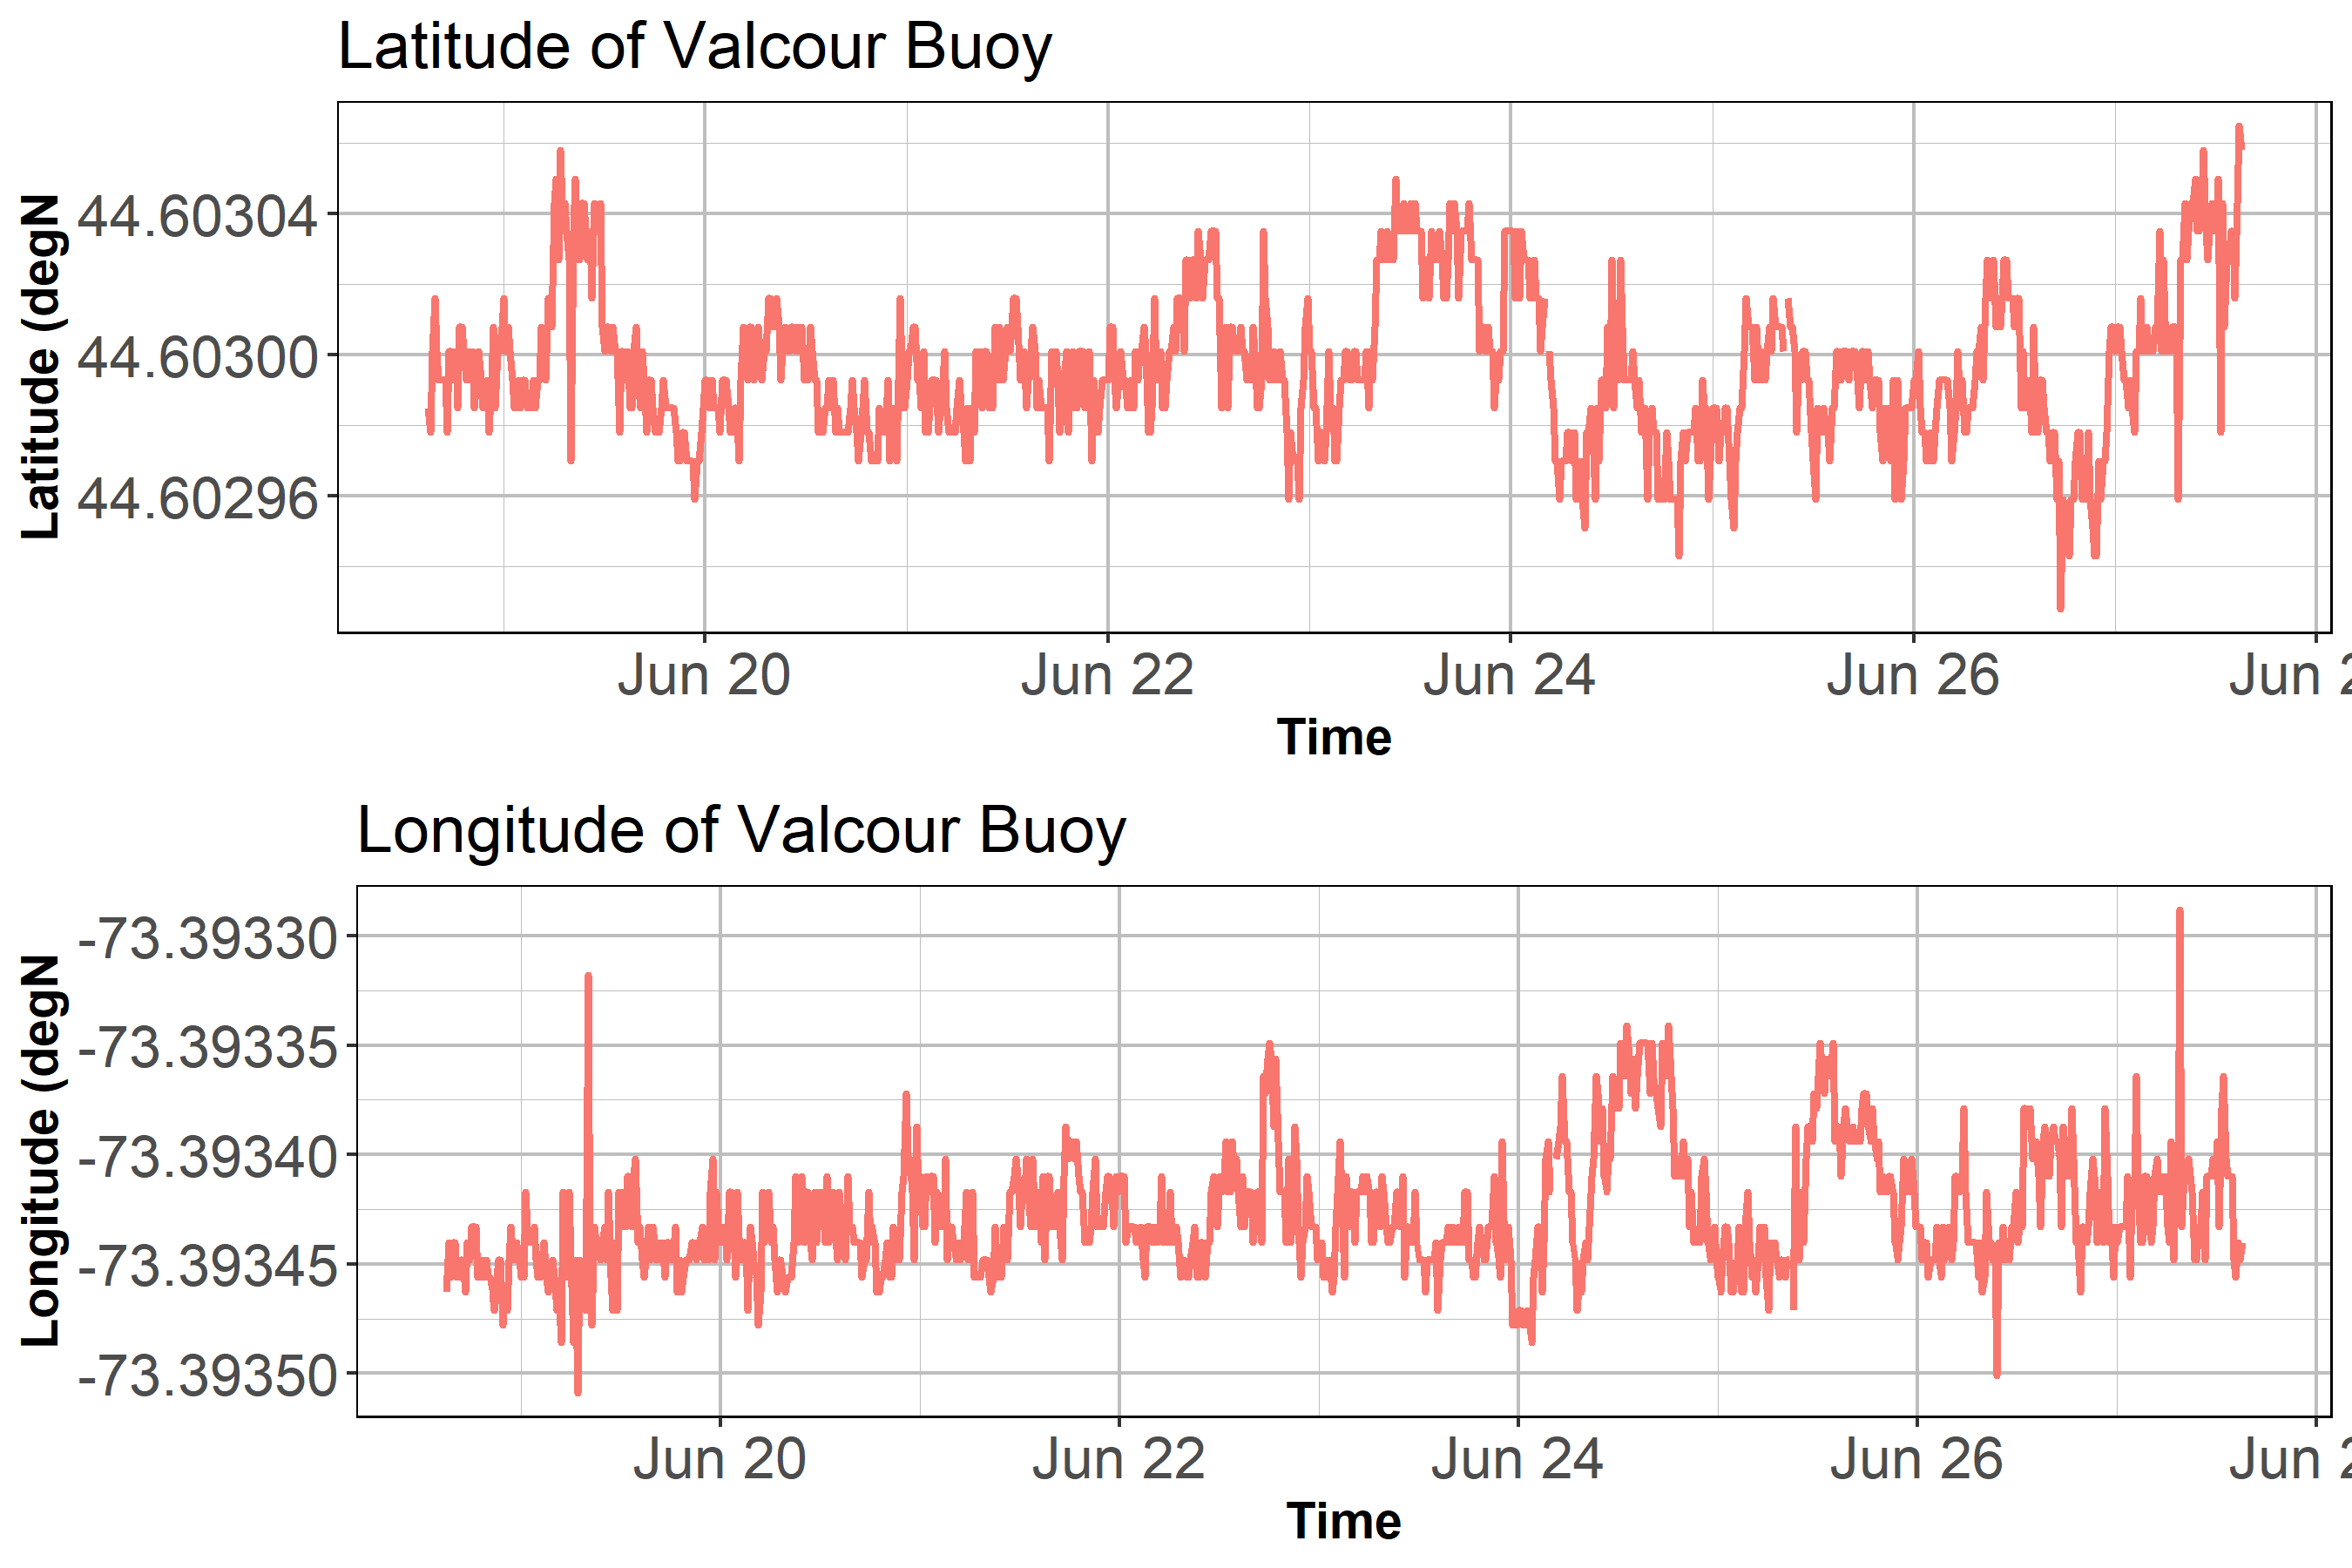 Latitude of Valcour Buoy
Latitude (degN
44.60304
44.60300
44.60296
Jun 20 Jun 22 Jun 24 Jun 26 Jun
Time
Longitude of Valcour Buoy
Longitude (degN
-73.39330
-73.39335
-73.39340
-73.39345
-73.39350
Jun 20 Jun 22 Jun 24 Jun 26 Jun
Time